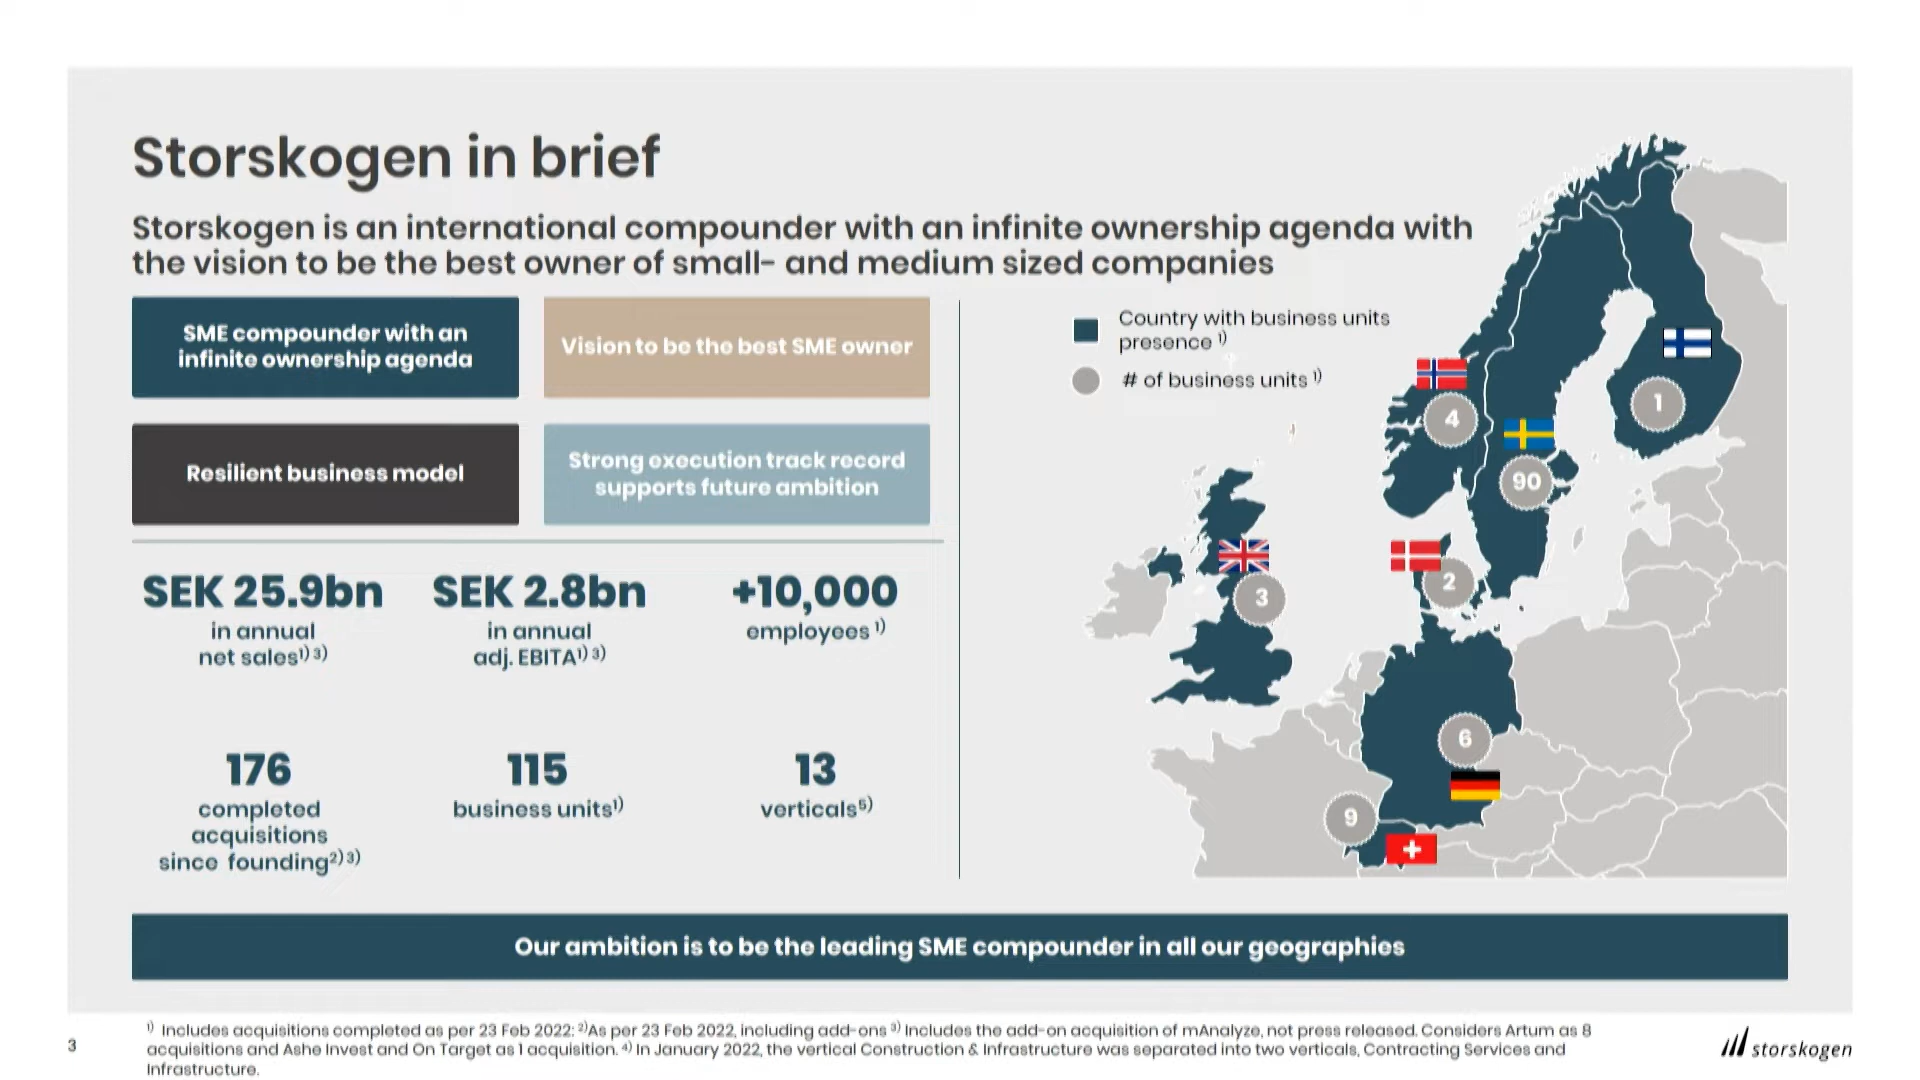 Storskogen in brief
Storskogen is an international compounder with an infinite ownership agenda with
the vision to be the best owner of small- and medium sized companies
SME compounder with an
infinite ownership agenda
Vision to be the best SME owner
Resilient business model
Strong execution track record
supports future ambition
SEK 25.9bn
in annual
net sales¹⁾ ³⁾
SEK 2.8bn
in annual
adj. EBITA¹⁾ ³⁾
+10,000
employees ¹⁾
176
completed
acquisitions
since founding²⁾ ³⁾
115
business units¹⁾
13
verticals⁵⁾
Country with business units
presence ¹⁾
# of business units ¹⁾
4
1
90
2
3
6
9
Our ambition is to be the leading SME compounder in all our geographies
¹⁾ Includes acquisitions completed as per 23 Feb 2022; ²⁾As per 23 Feb 2022, including add-ons ³⁾ Includes the add-on acquisition of mAnalyze, not press released. Considers Artum as 8
acquisitions and Ashe Invest and On Target as 1 acquisition. ⁴⁾ In January 2022, the vertical Construction & Infrastructure was separated into two verticals, Contracting Services and
Infrastructure.
3
storskogen